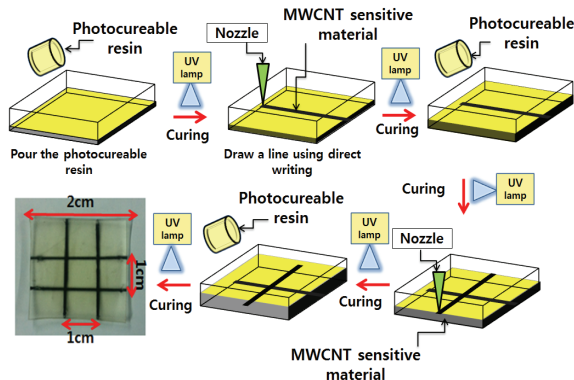 Photocureable
resin
UV
lamp
Curing
Pour the photocureable
resin
Nozzle
MWCNT sensitive
material
Draw a line using direct
writing
UV
lamp
Curing
Photocureable
resin
Curing
UV
lamp
Nozzle
MWCNT sensitive
material
UV
lamp
Curing
Photocureable
resin
UV
lamp
Curing
2cm
1cm
1cm